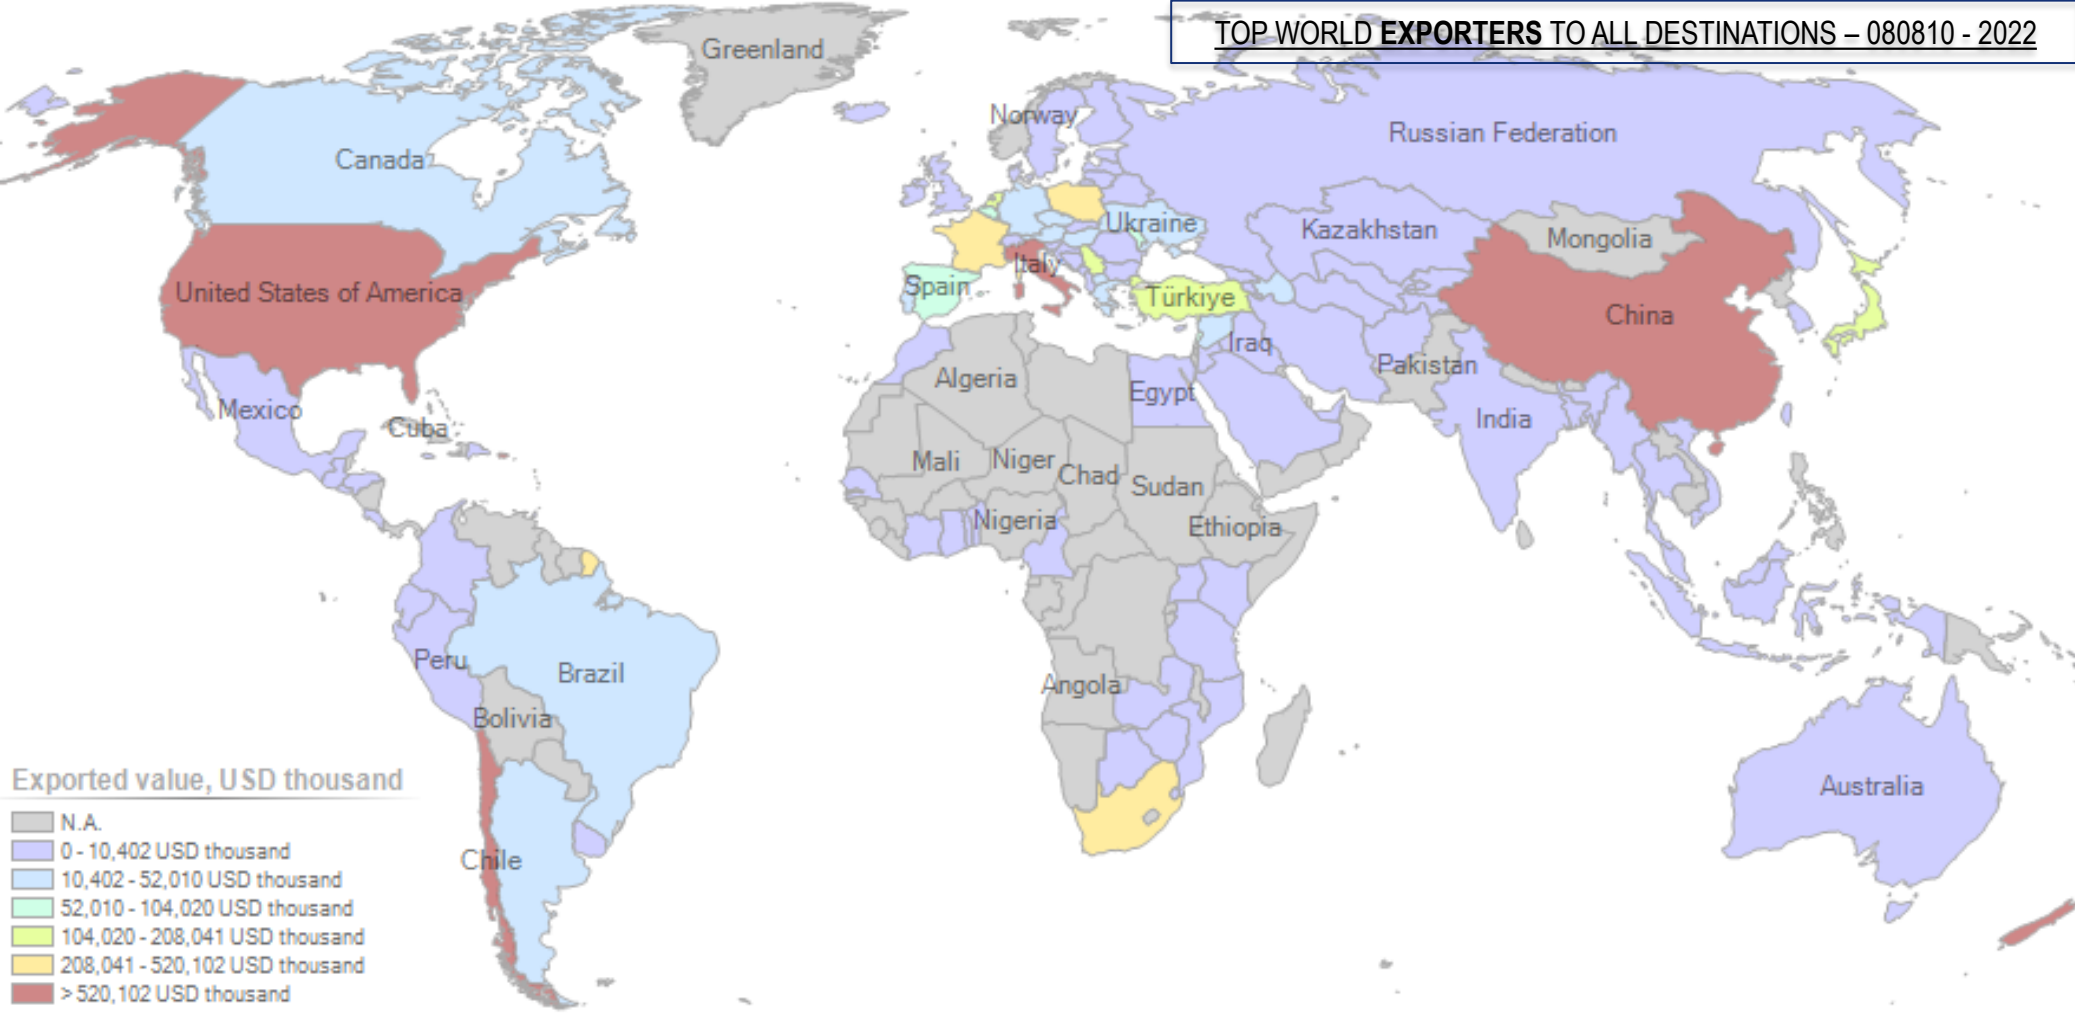 TOP WORLD EXPORTERS TO ALL DESTINATIONS – 080810 - 2022
Greenland
Norway
Russian Federation
Canada
Ukraine
Kazakhstan
Mongolia
Italy
United States of America
Spain
Türkiye
China
Iraq
Pakistan
Algeria
Egypt
Mexico
Cuba
India
Mali
Niger
Chad
Sudan
Nigeria
Ethiopia
Peru
Brazil
Angola
Bolivia
Australia
Chile
Exported value, USD thousand
N.A.
0 - 10,402 USD thousand
10,402 - 52,010 USD thousand
52,010 - 104,020 USD thousand
104,020 - 208,041 USD thousand
208,041 - 520,102 USD thousand
> 520,102 USD thousand